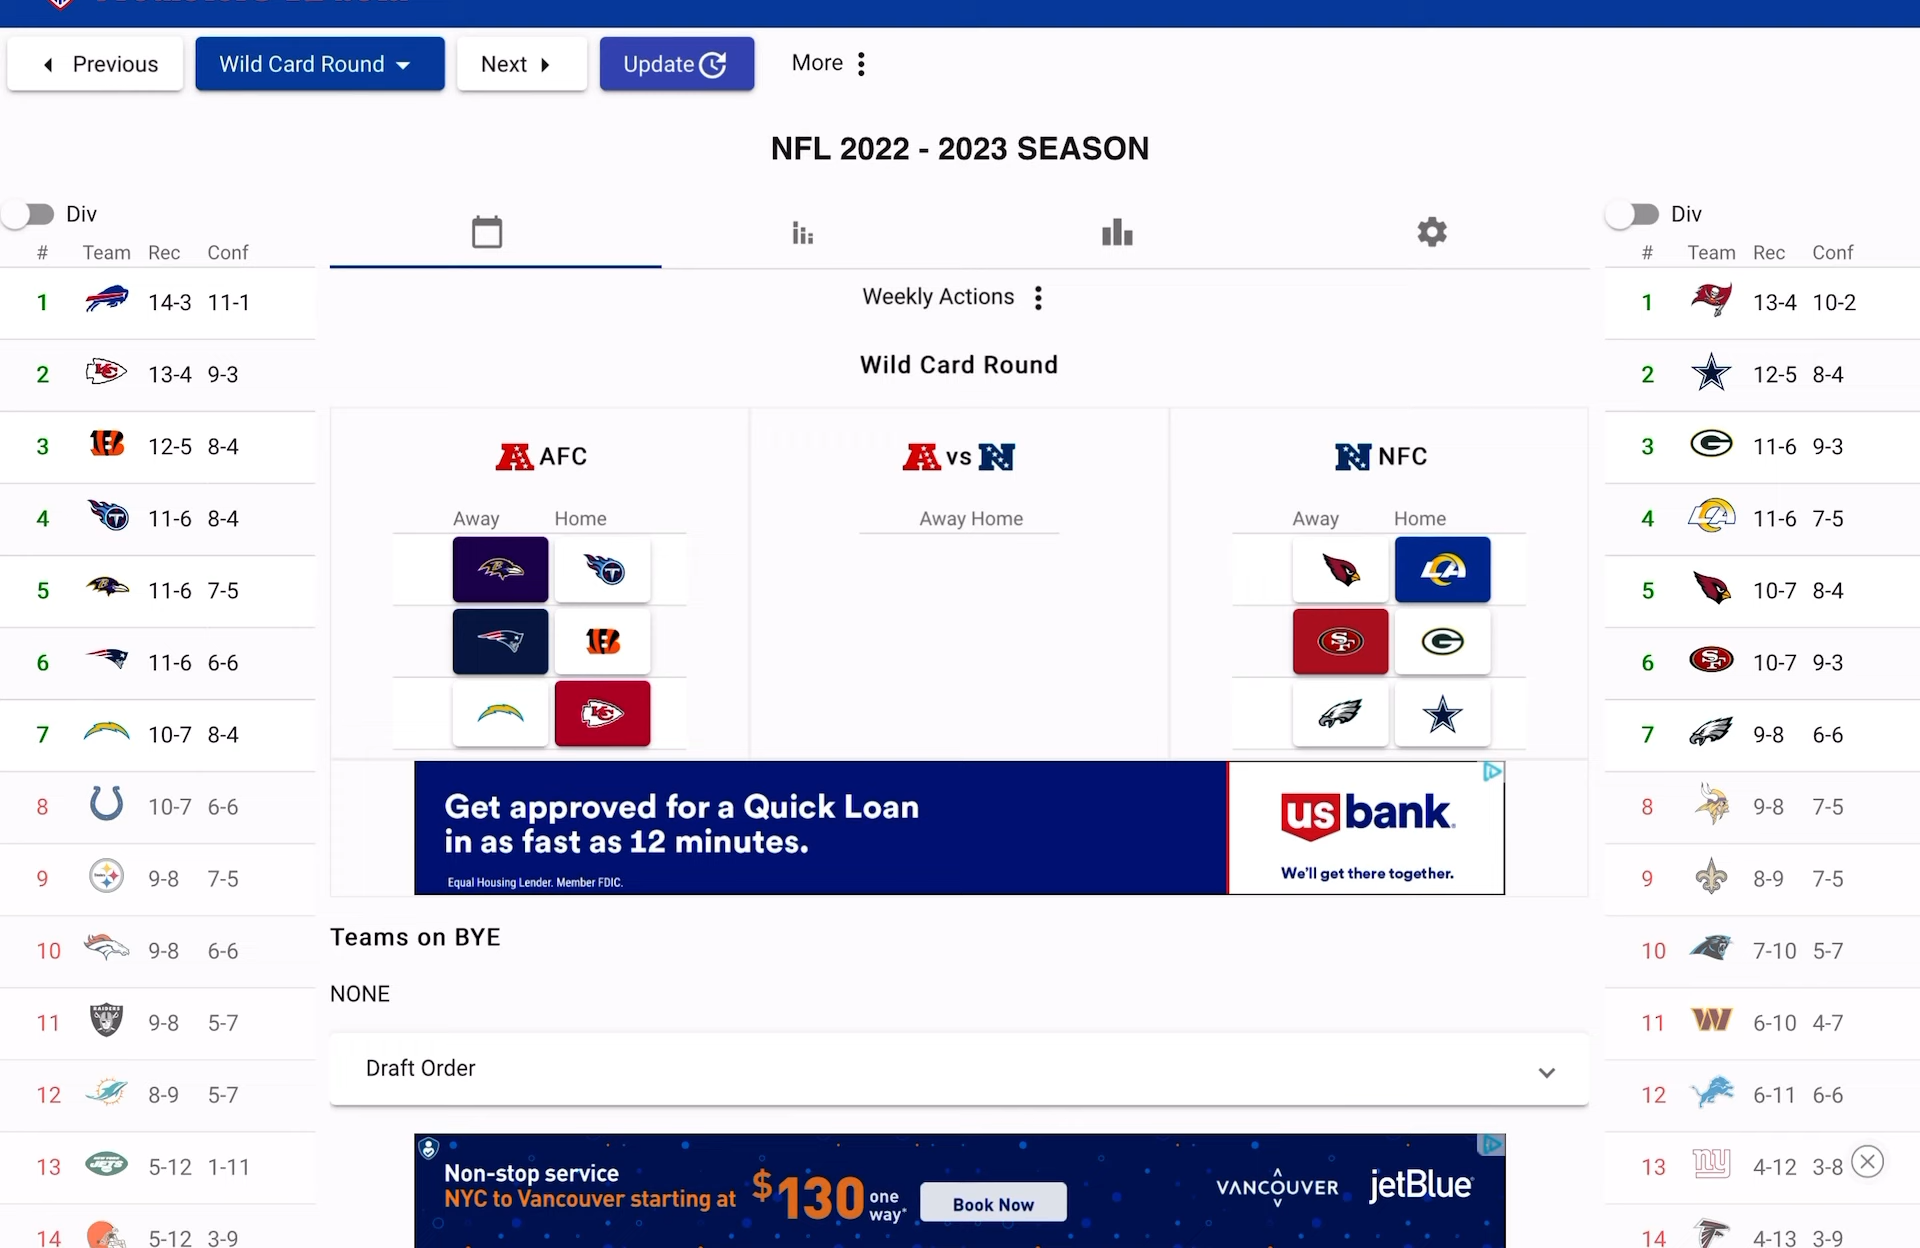 Previous
Wild Card Round
Next
Update
More
NFL 2022 - 2023 SEASON
Div
# Team Rec Conf
1 14-3 11-1
2 13-4 9-3
3 12-5 8-4
4 11-6 8-4
5 11-6 7-5
6 11-6 6-6
7 10-7 8-4
8 10-7 6-6
9 9-8 7-5
10 9-8 6-6
11 9-8 5-7
12 8-9 5-7
13 5-12 1-11
14 5-12 3-9
Weekly Actions
Wild Card Round
AFC
Away Home
vs
Away Home
NFC
Away Home
Get approved for a Quick Loan
in as fast as 12 minutes.
Equal Housing Lender. Member FDIC.
us bank.
We'll get there together.
Teams on BYE
NONE
Draft Order
Non-stop service
NYC to Vancouver starting at
$130 one
way*
Book Now
VANCOUVER
jetBlue
Div
# Team Rec Conf
1 13-4 10-2
2 12-5 8-4
3 11-6 9-3
4 11-6 7-5
5 10-7 8-4
6 10-7 9-3
7 9-8 6-6
8 9-8 7-5
9 8-9 7-5
10 7-10 5-7
11 6-10 4-7
12 6-11 6-6
13 4-12 3-8
14 4-13 3-9